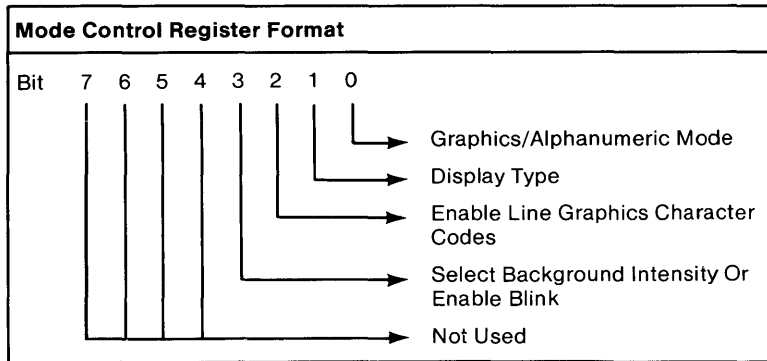 Mode Control Register Format
Bit 7 6 5 4 3 2 1 0
Graphics/Alphanumeric Mode
Display Type
Enable Line Graphics Character
Codes
Select Background Intensity Or
Enable Blink
Not Used